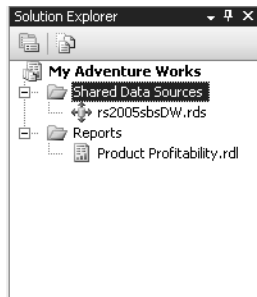 Solution Explorer
My Adventure Works
Shared Data Sources
rs2005sbsDW.rds
Reports
Product Profitability.rdl